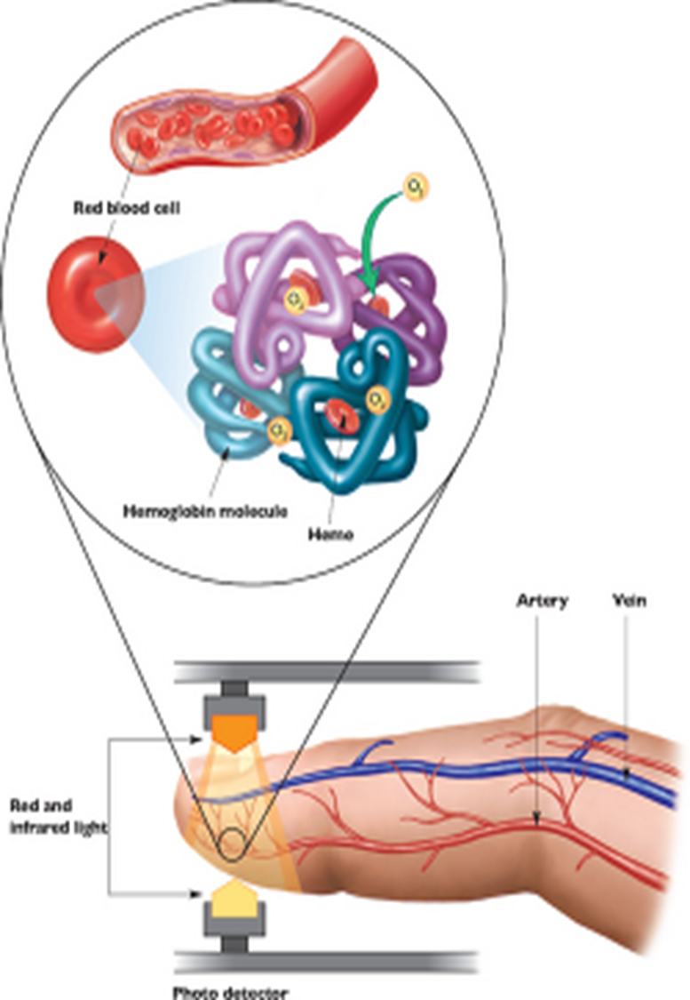 Red blood cell
O₂
O₂
O₂
O₂
Hemoglobin molecule
Heme
Artery
Vein
Red and
infrared light
Photo detector